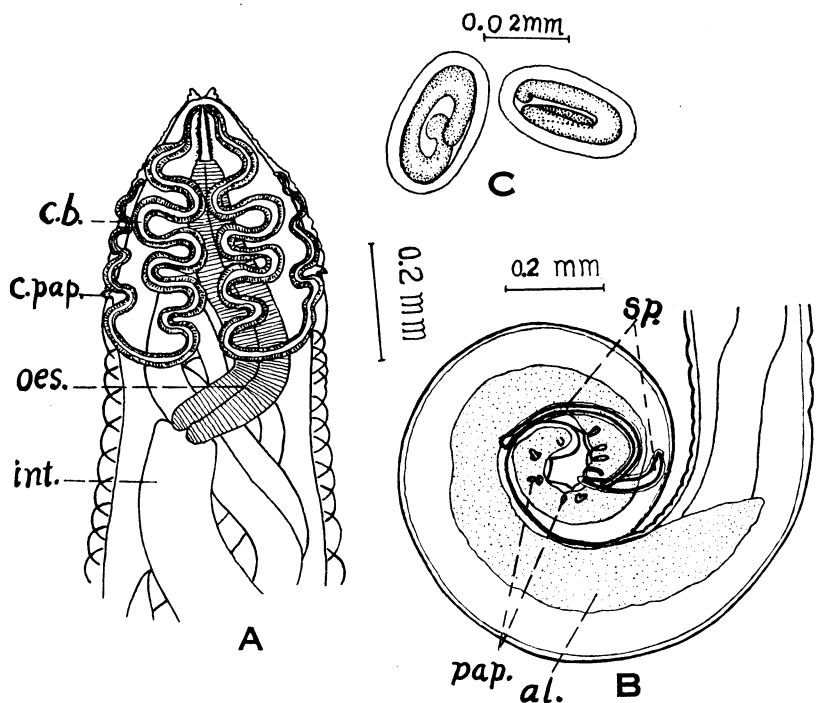 0.02mm
C
c.b.
c.pap.
oes.
int.
A
0.2 mm
0.2 mm
sp.
pap.
al.
B